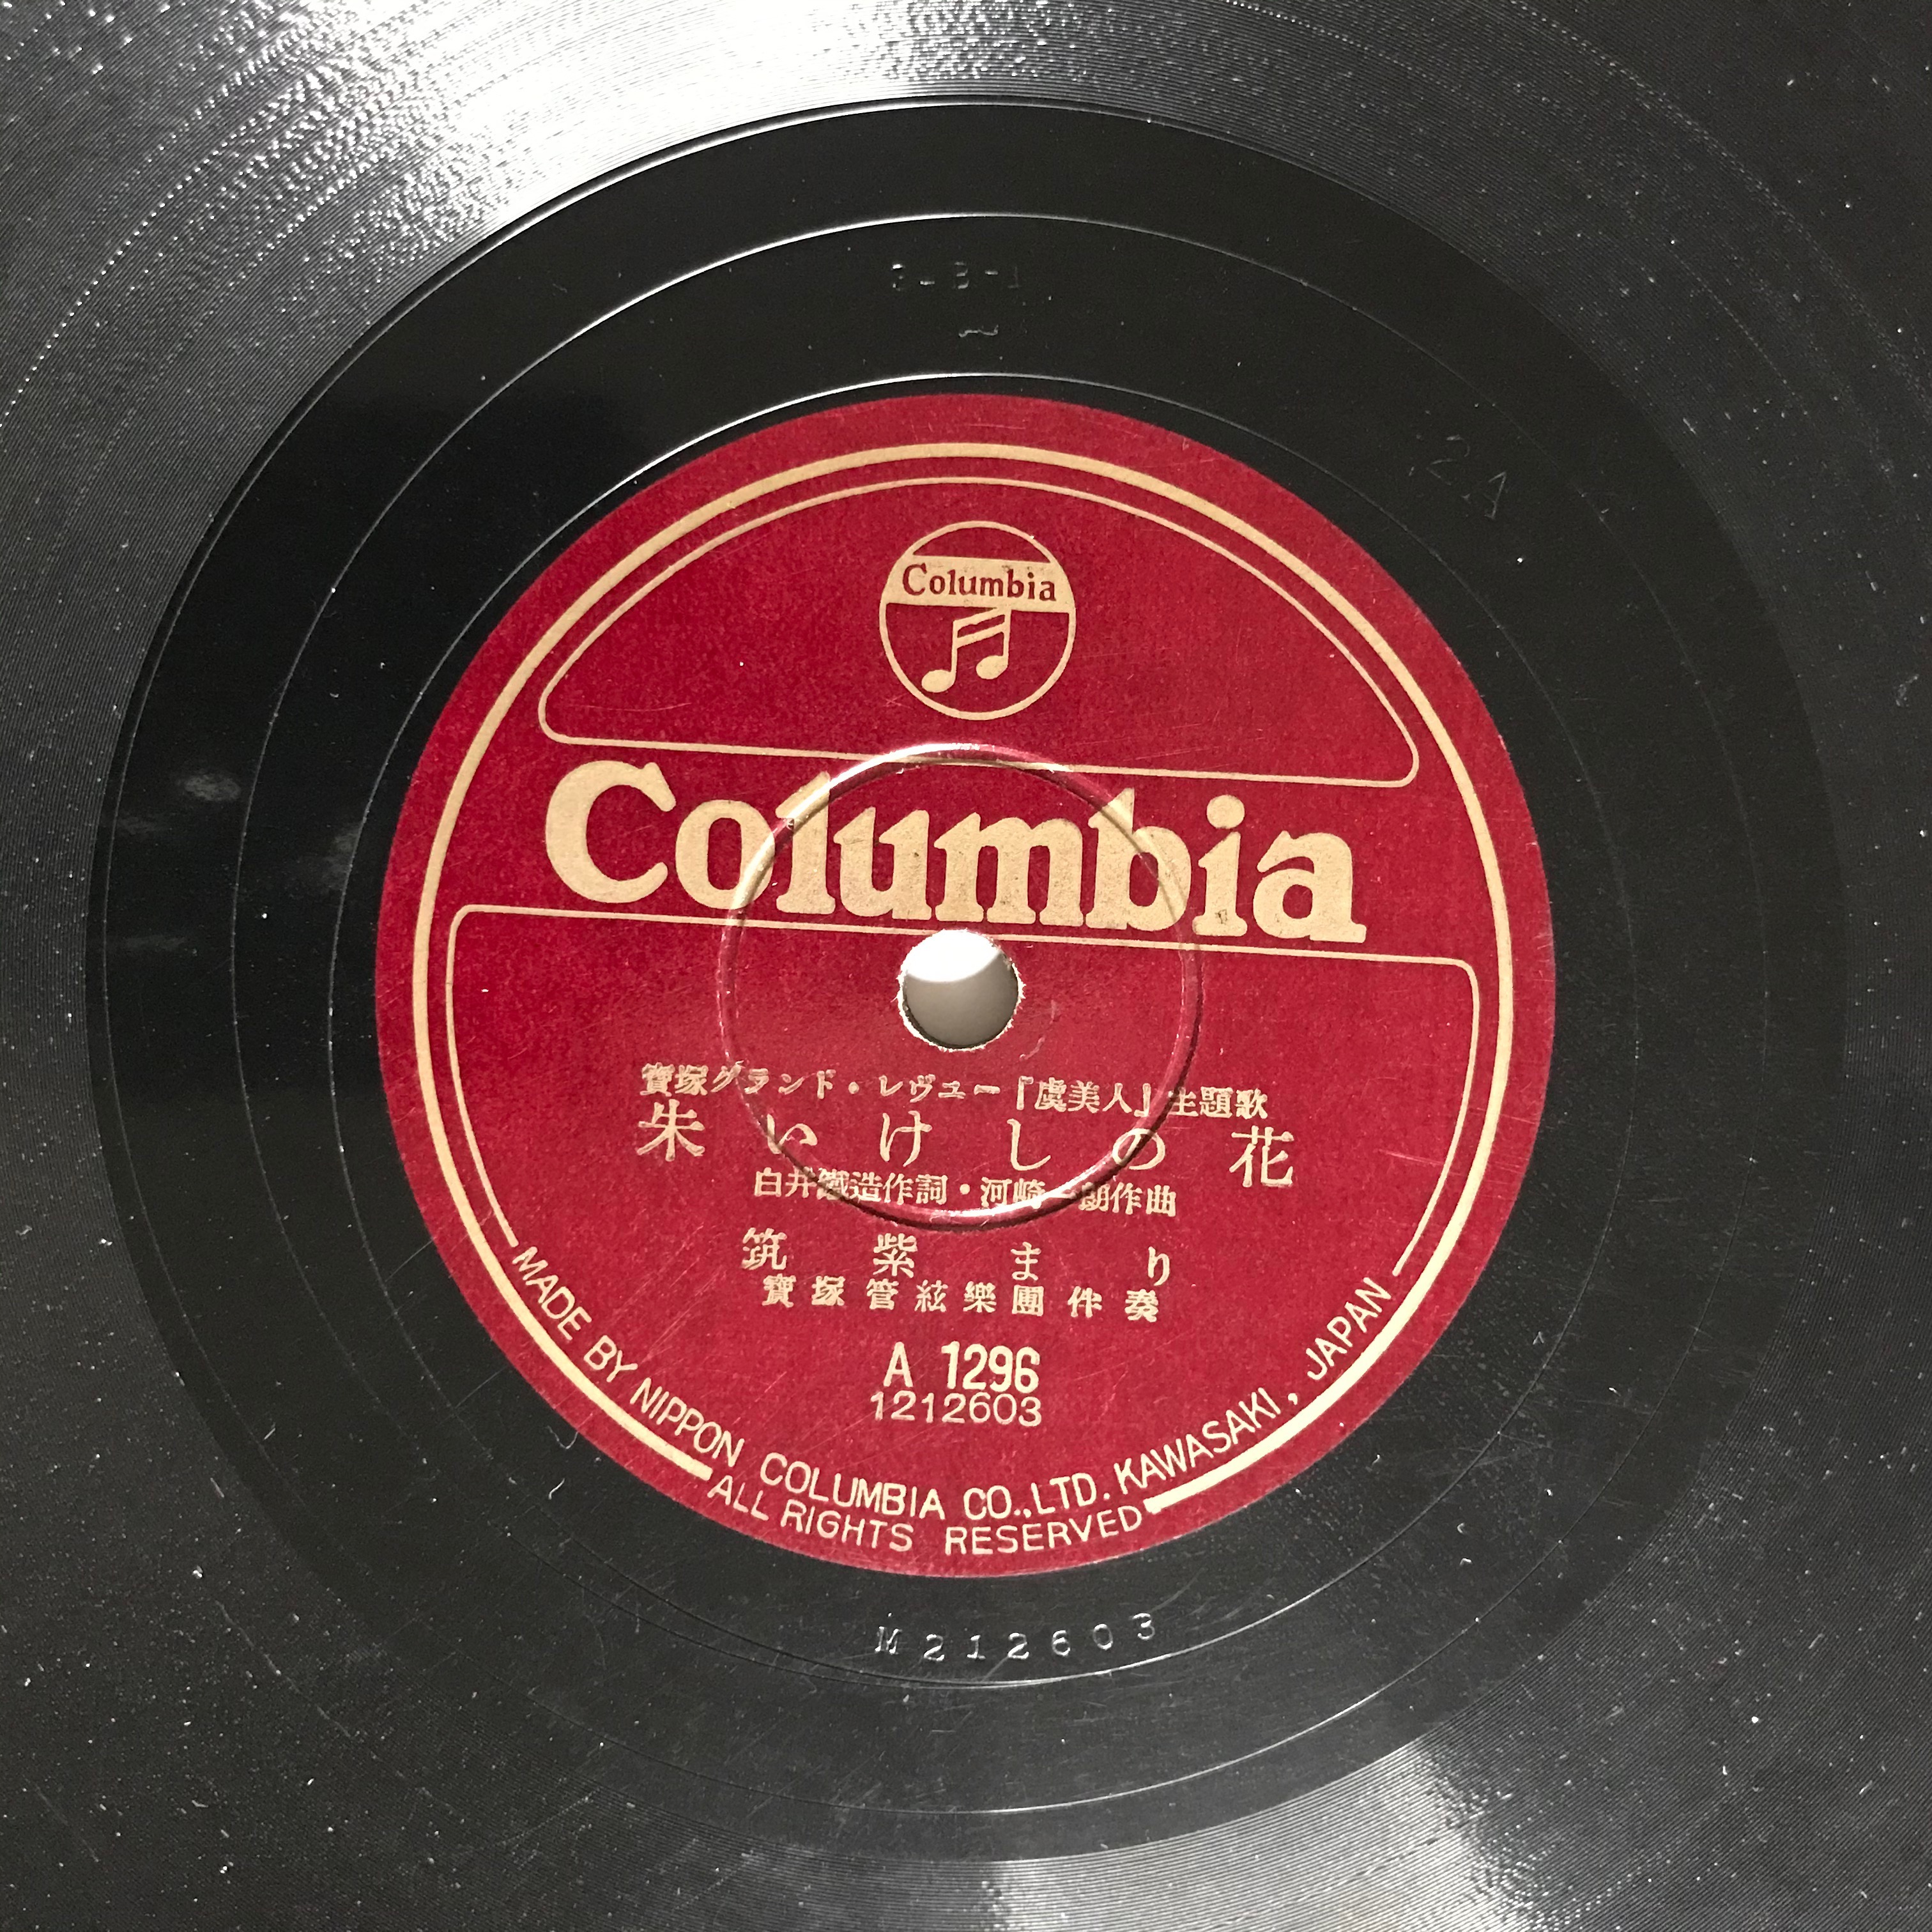 2A
Columbia
Columbia
寶塚グランド・レヴユー『虞美人』主題歌
朱いけしの花
白井鐵造作詞・河崎一朗作曲
筑紫まり
寶塚管絃樂團伴奏
A 1296
1212603
MADE BY NIPPON COLUMBIA CO., LTD. KAWASAKI, JAPAN
ALL RIGHTS RESERVED
M212603